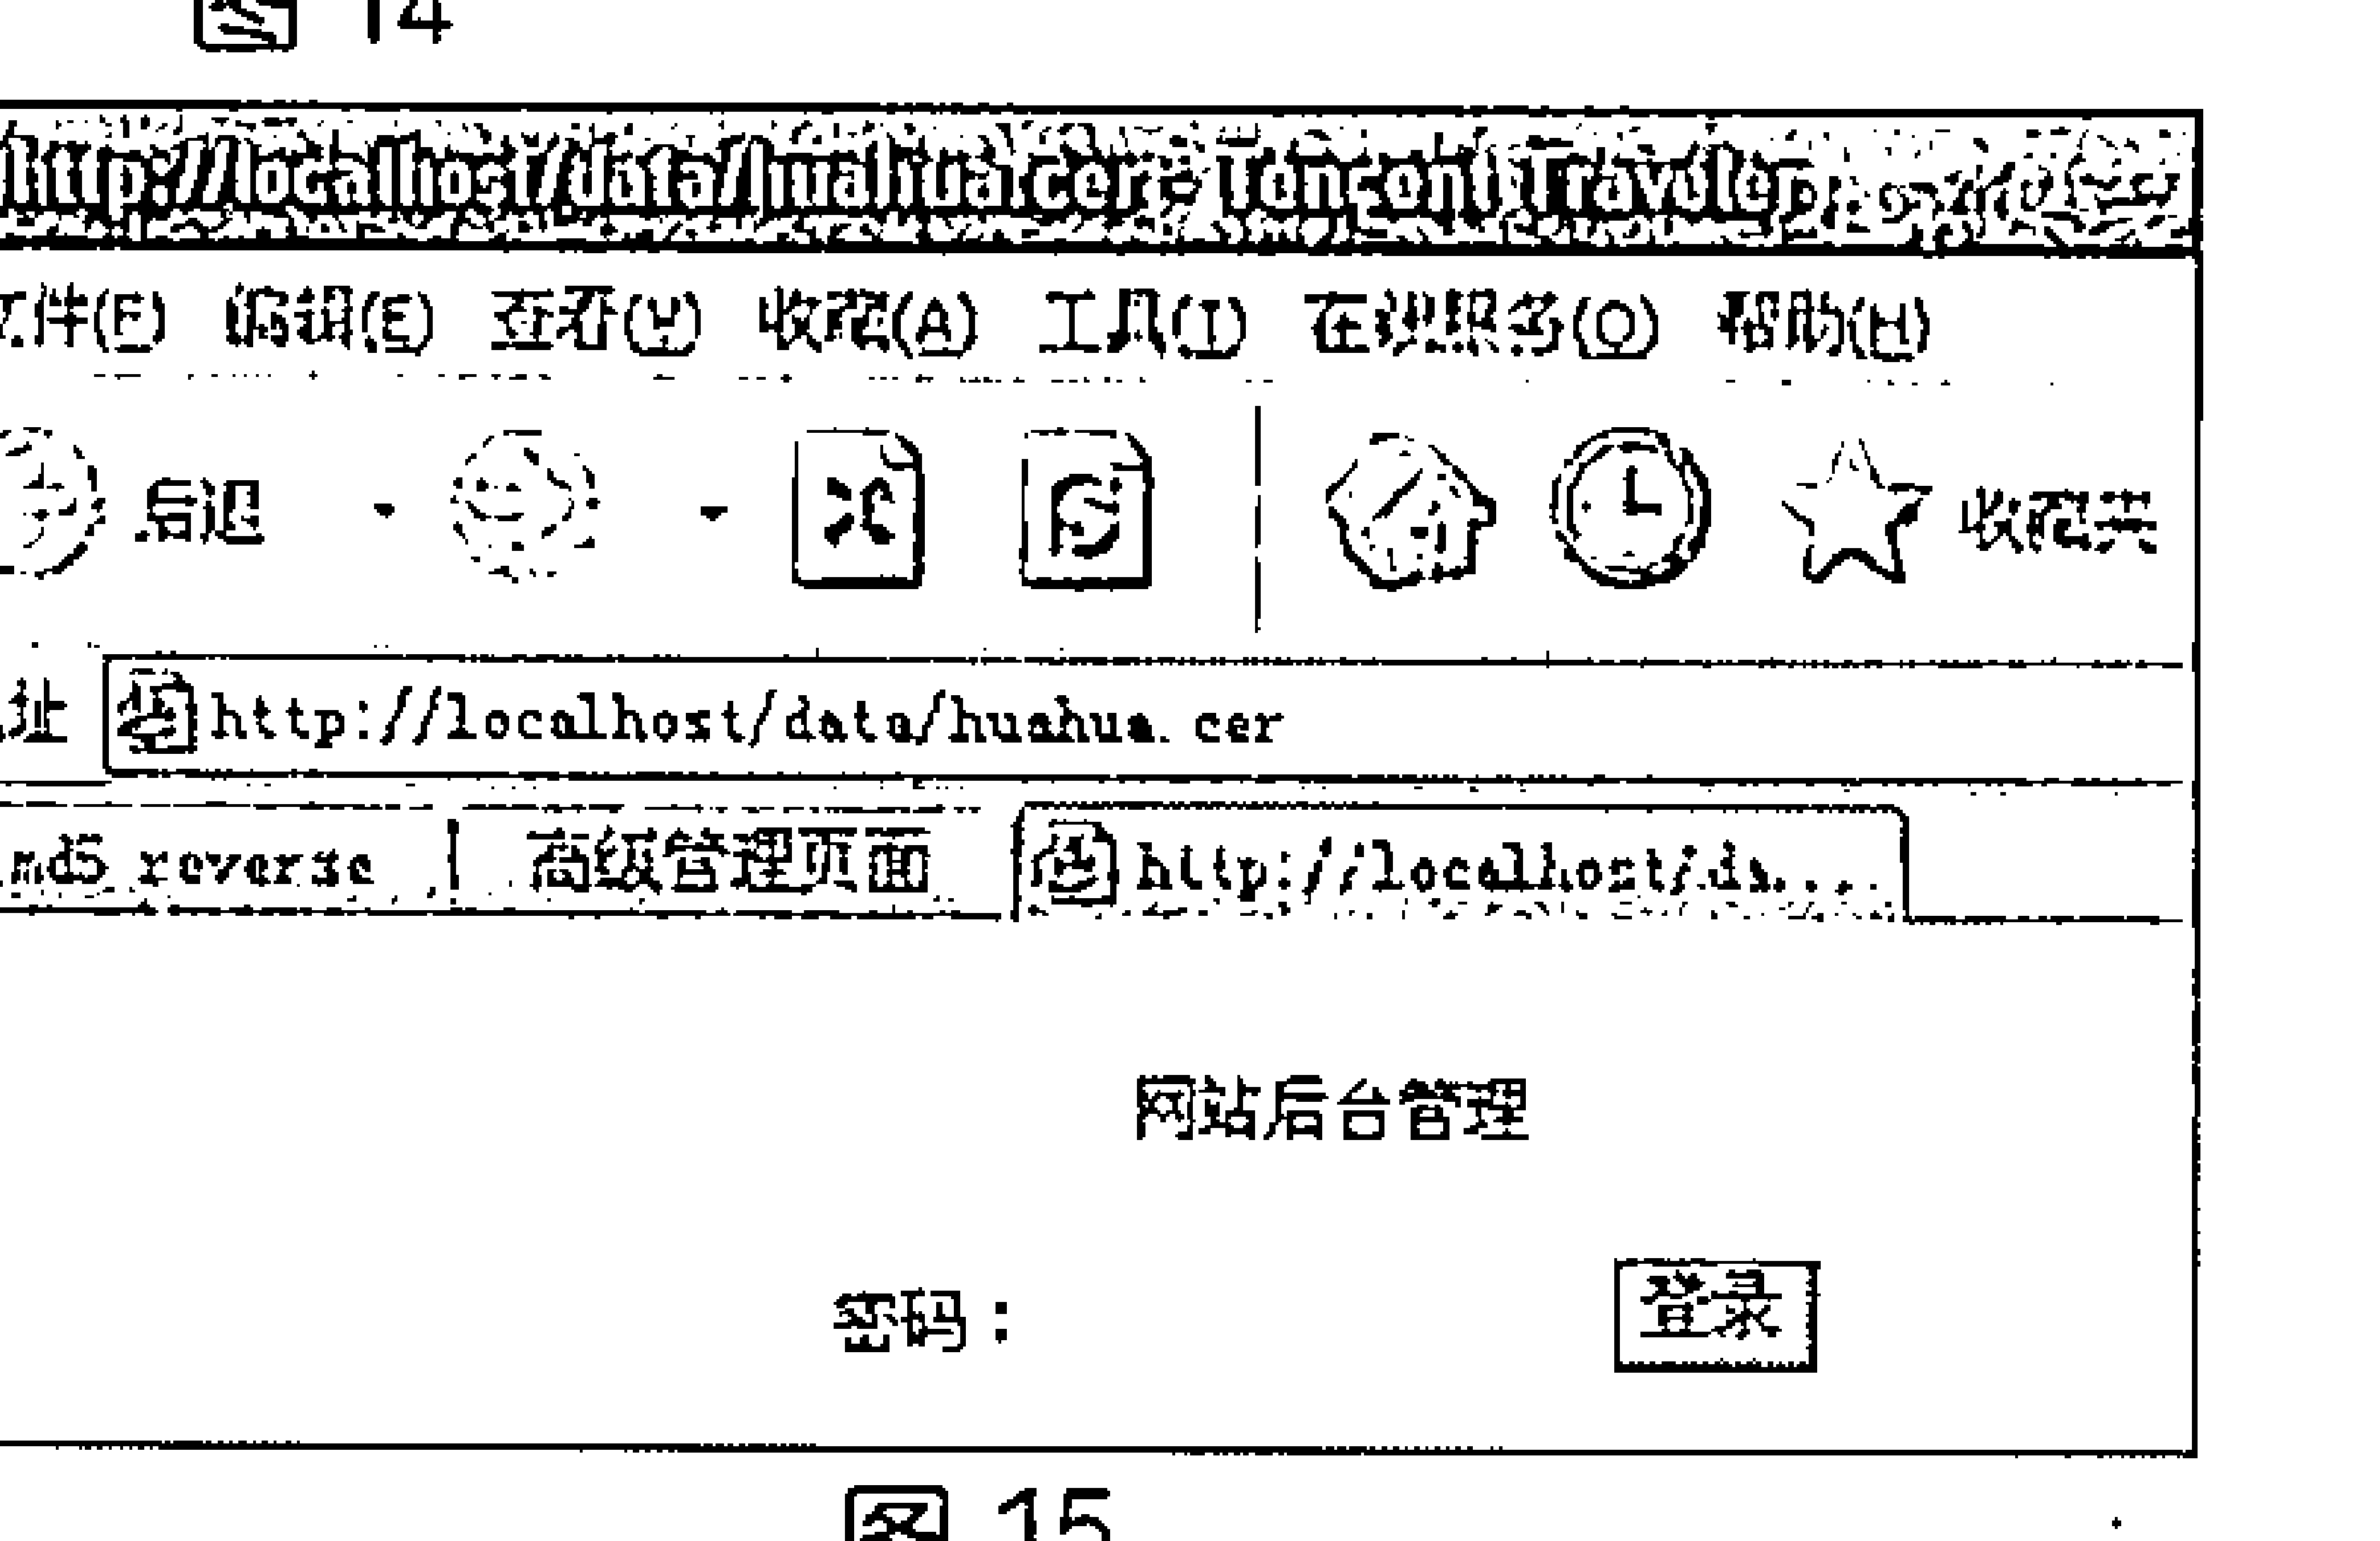 图 14
http://localhost/data/huahua.cer - Tencent Traveler
文件(F) 编辑(E) 查看(V) 收藏(A) 工具(T) 在线服务(O) 帮助(H)
后退 收藏夹
址 http://localhost/data/huahua.cer
md5 reverse 高级管理页面 http://localhost/da...
网站后台管理
密码： 登录
图 15